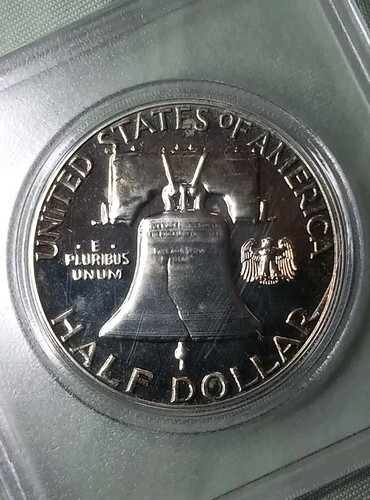 UNITED STATES OF AMERICA
· E ·
PLURIBUS
UNUM
HALF DOLLAR